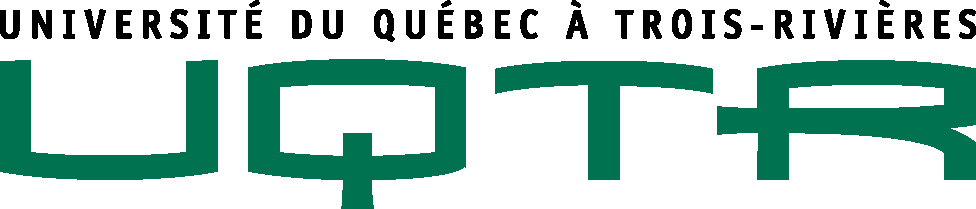 UNIVERSITÉ DU QUÉBEC À TROIS-RIVIÈRES
UQTR